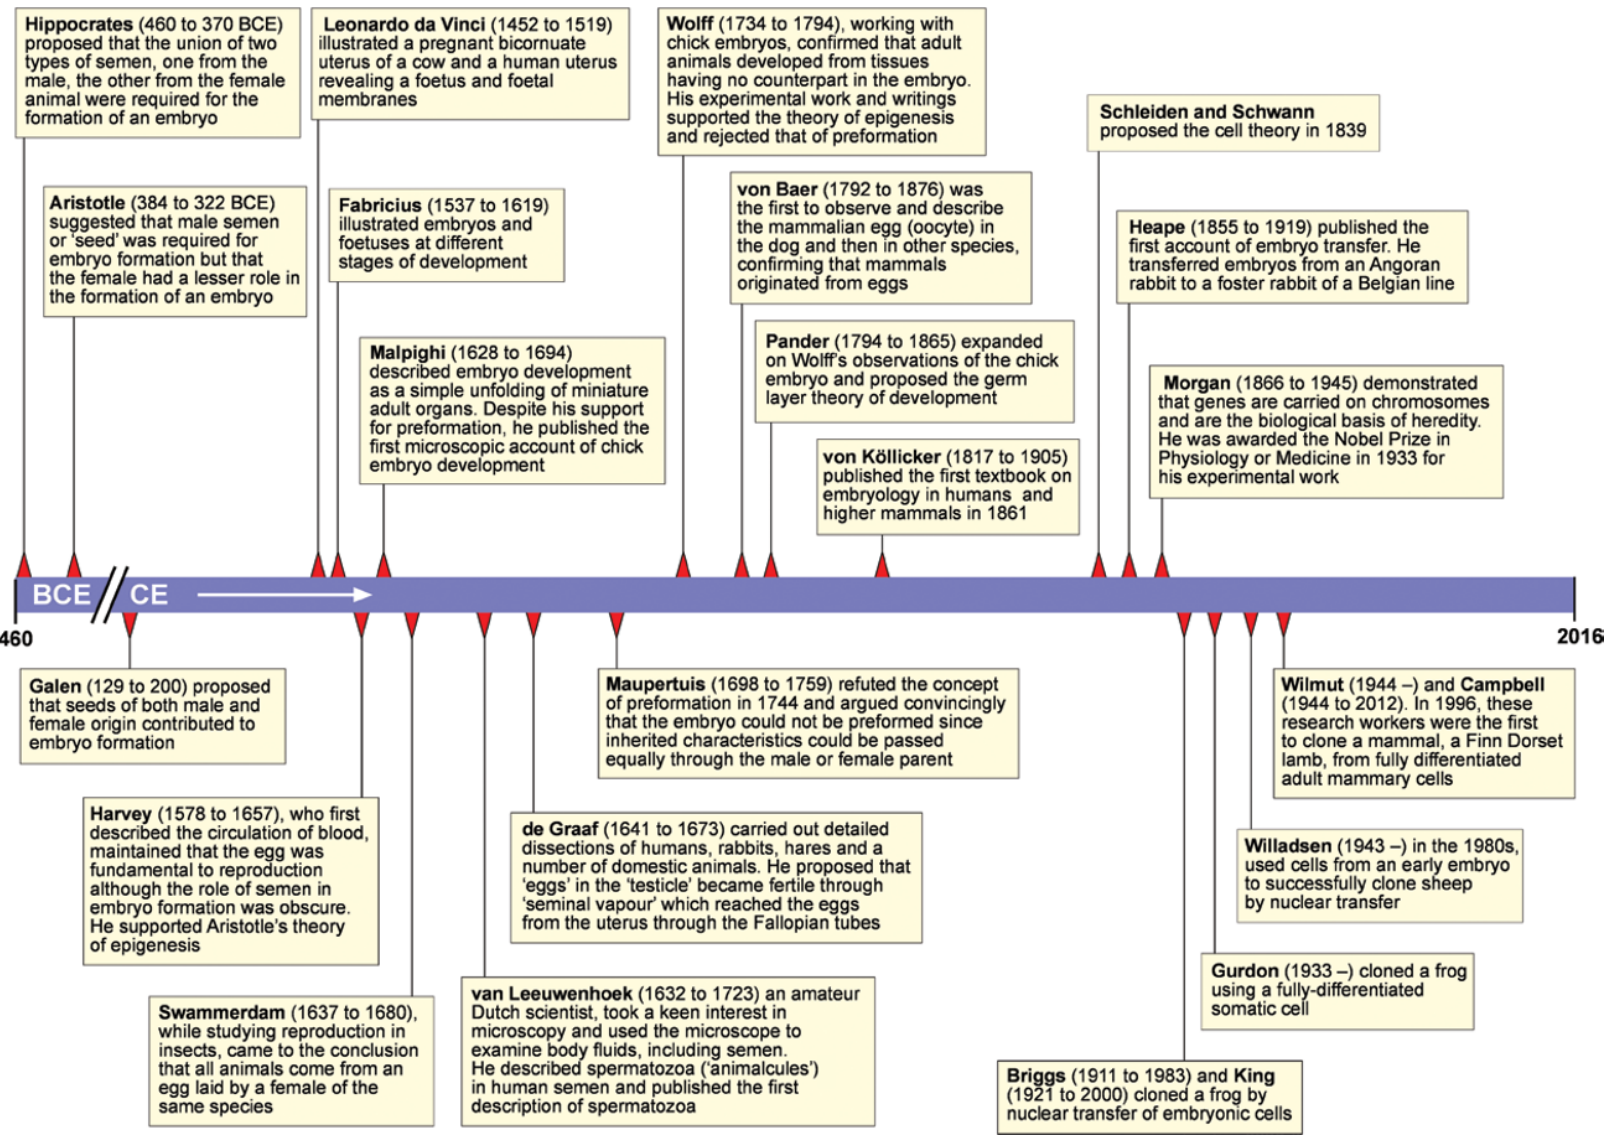 Hippocrates (460 to 370 BCE)
proposed that the union of two
types of semen, one from the
male, the other from the female
animal were required for the
formation of an embryo
Leonardo da Vinci (1452 to 1519)
illustrated a pregnant bicornuate
uterus of a cow and a human uterus
revealing a foetus and foetal
membranes
Wolff (1734 to 1794), working with
chick embryos, confirmed that adult
animals developed from tissues
having no counterpart in the embryo.
His experimental work and writings
supported the theory of epigenesis
and rejected that of preformation
Schleiden and Schwann
proposed the cell theory in 1839
Aristotle (384 to 322 BCE)
suggested that male semen
or ‘seed’ was required for
embryo formation but that
the female had a lesser role in
the formation of an embryo
Fabricius (1537 to 1619)
illustrated embryos and
foetuses at different
stages of development
von Baer (1792 to 1876) was
the first to observe and describe
the mammalian egg (oocyte) in
the dog and then in other species,
confirming that mammals
originated from eggs
Heape (1855 to 1919) published the
first account of embryo transfer. He
transferred embryos from an Angoran
rabbit to a foster rabbit of a Belgian line
Malpighi (1628 to 1694)
described embryo development
as a simple unfolding of miniature
adult organs. Despite his support
for preformation, he published the
first microscopic account of chick
embryo development
Pander (1794 to 1865) expanded
on Wolff’s observations of the chick
embryo and proposed the germ
layer theory of development
Morgan (1866 to 1945) demonstrated
that genes are carried on chromosomes
and are the biological basis of heredity.
He was awarded the Nobel Prize in
Physiology or Medicine in 1933 for
his experimental work
von Köllicker (1817 to 1905)
published the first textbook on
embryology in humans and
higher mammals in 1861
BCE CE
460
2016
Galen (129 to 200) proposed
that seeds of both male and
female origin contributed to
embryo formation
Maupertuis (1698 to 1759) refuted the concept
of preformation in 1744 and argued convincingly
that the embryo could not be preformed since
inherited characteristics could be passed
equally through the male or female parent
Wilmut (1944 –) and Campbell
(1944 to 2012). In 1996, these
research workers were the first
to clone a mammal, a Finn Dorset
lamb, from fully differentiated
adult mammary cells
Harvey (1578 to 1657), who first
described the circulation of blood,
maintained that the egg was
fundamental to reproduction
although the role of semen in
embryo formation was obscure.
He supported Aristotle’s theory
of epigenesis
de Graaf (1641 to 1673) carried out detailed
dissections of humans, rabbits, hares and a
number of domestic animals. He proposed that
‘eggs’ in the ‘testicle’ became fertile through
‘seminal vapour’ which reached the eggs
from the uterus through the Fallopian tubes
Willadsen (1943 –) in the 1980s,
used cells from an early embryo
to successfully clone sheep
by nuclear transfer
Gurdon (1933 –) cloned a frog
using a fully-differentiated
somatic cell
Swammerdam (1637 to 1680),
while studying reproduction in
insects, came to the conclusion
that all animals come from an
egg laid by a female of the
same species
van Leeuwenhoek (1632 to 1723) an amateur
Dutch scientist, took a keen interest in
microscopy and used the microscope to
examine body fluids, including semen.
He described spermatozoa (‘animalcules’)
in human semen and published the first
description of spermatozoa
Briggs (1911 to 1983) and King
(1921 to 2000) cloned a frog by
nuclear transfer of embryonic cells